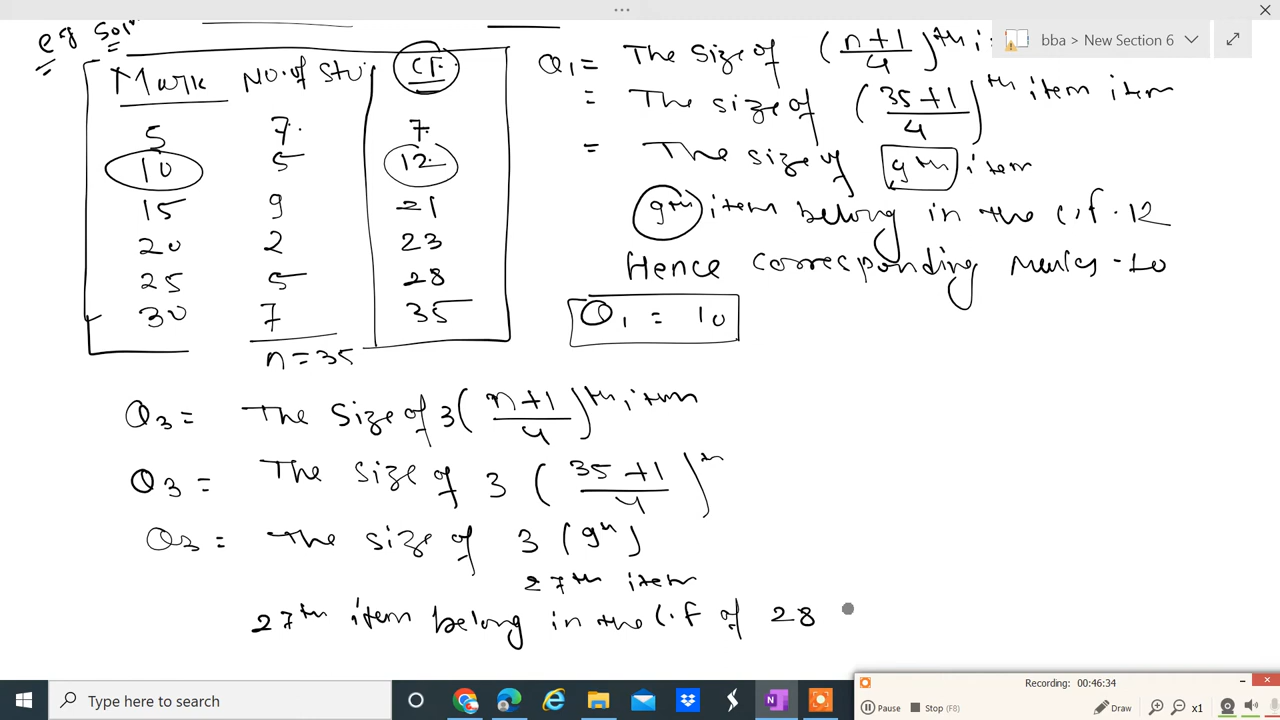 eg Soln
Mark No. of Stu. CF
5 7. 7.
10 5 12.
15 9 21
20 2 23
25 5 28
30 7 35
n = 35
Q1 = The Size of (n+1/4)th i
= The size of (35+1/4)th item item
= The size of 9th item
9th item belong in the c.f. 12
Hence corresponding marks - 10
Q1 = 10
Q3 = The Size of 3(n+1/4)th item
Q3 = The size of 3 (35+1/4)th
Q3 = The size of 3 (9th)
27th item
27th item belong in the C.F of 28
bba > New Section 6
Recording: 00:46:34
Pause Stop (F8) Draw x1
Type here to search